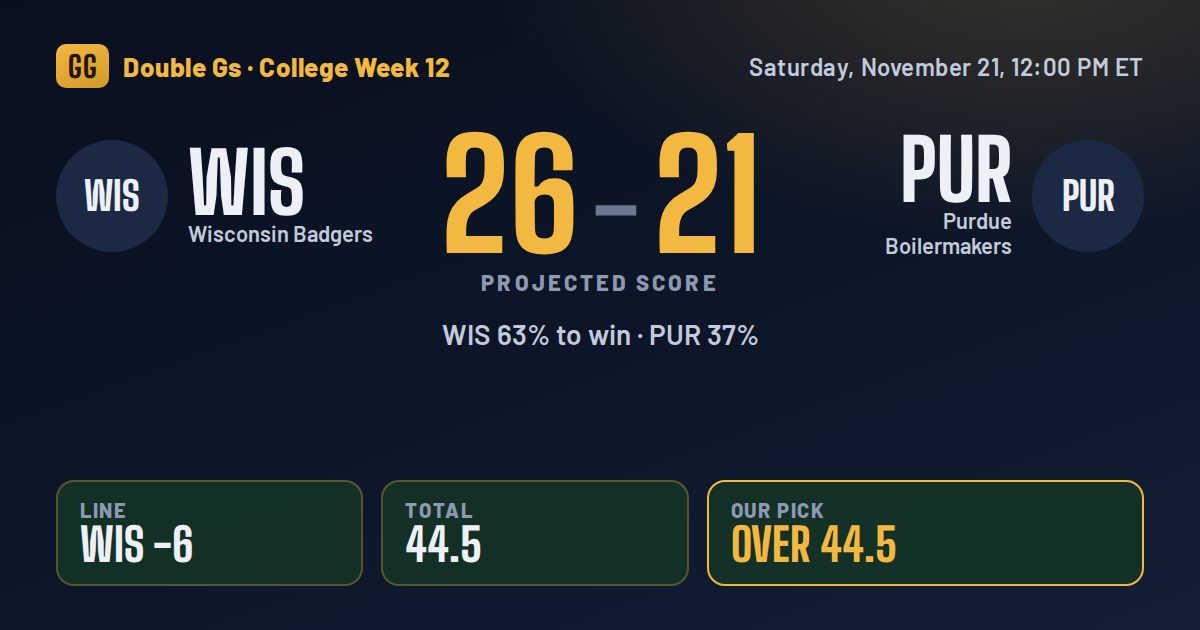 GG
Double Gs · College Week 12
Saturday, November 21, 12:00 PM ET
WIS
WIS
Wisconsin Badgers
26 – 21
PROJECTED SCORE
WIS 63% to win · PUR 37%
PUR
Purdue
Boilermakers
PUR
LINE
WIS −6
TOTAL
44.5
OUR PICK
OVER 44.5